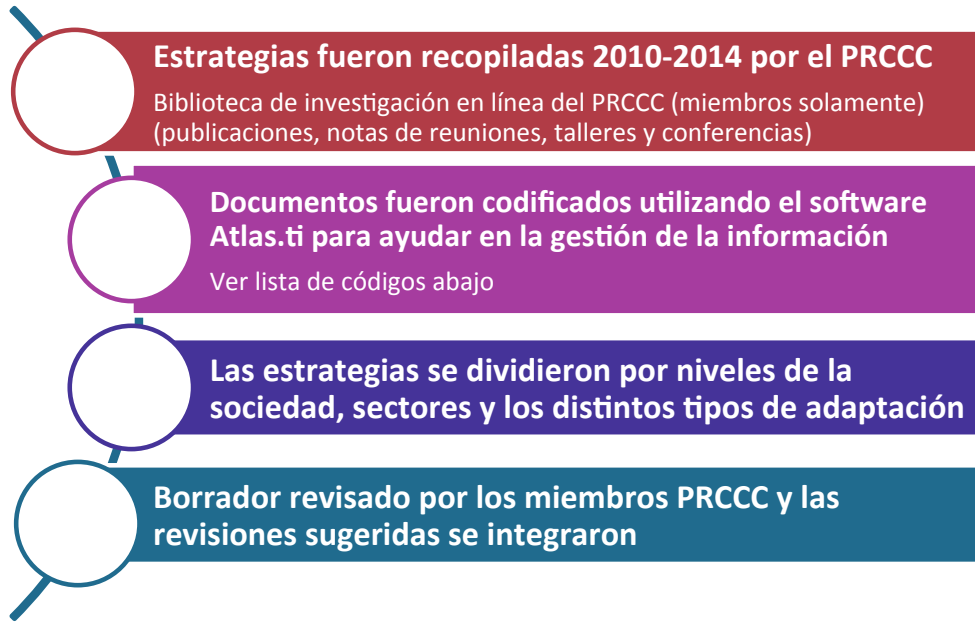 Estrategias fueron recopiladas 2010-2014 por el PRCCC
Biblioteca de investigación en línea del PRCCC (miembros solamente)
(publicaciones, notas de reuniones, talleres y conferencias)
Documentos fueron codificados utilizando el software
Atlas.ti para ayudar en la gestión de la información
Ver lista de códigos abajo
Las estrategias se dividieron por niveles de la
sociedad, sectores y los distintos tipos de adaptación
Borrador revisado por los miembros PRCCC y las
revisiones sugeridas se integraron